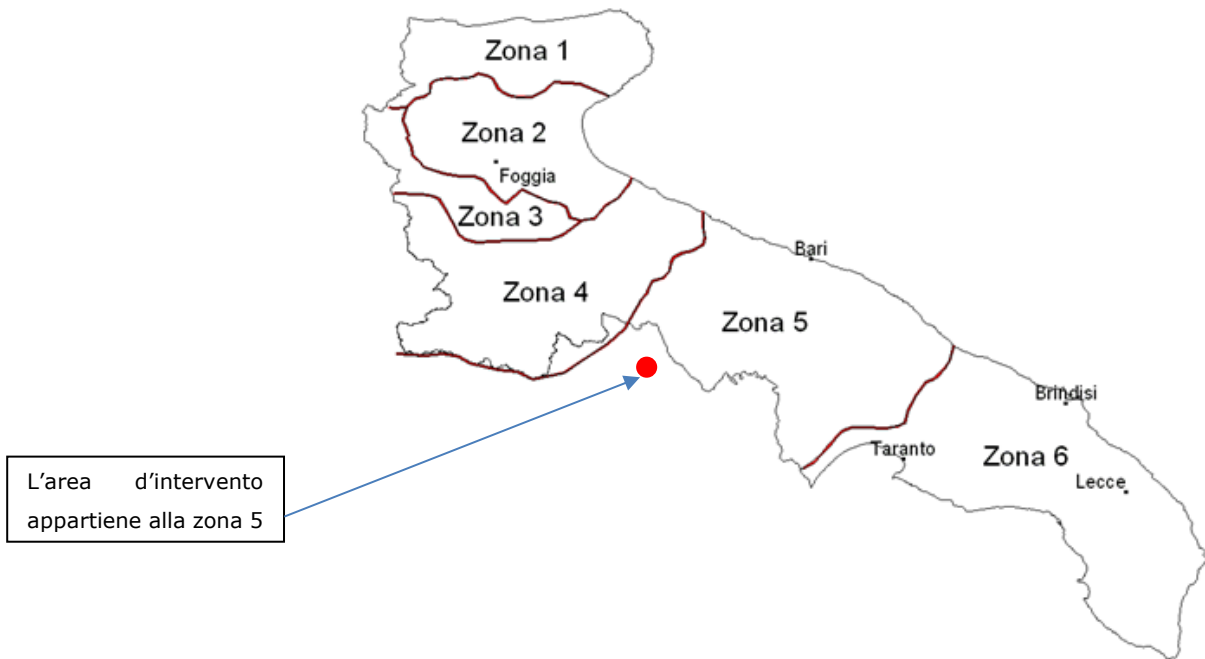 Zona 1
Zona 2
Foggia
Zona 3
Bari
Zona 4
Zona 5
Brindisi
Taranto
Zona 6
Lecce
L’area d’intervento
appartiene alla zona 5